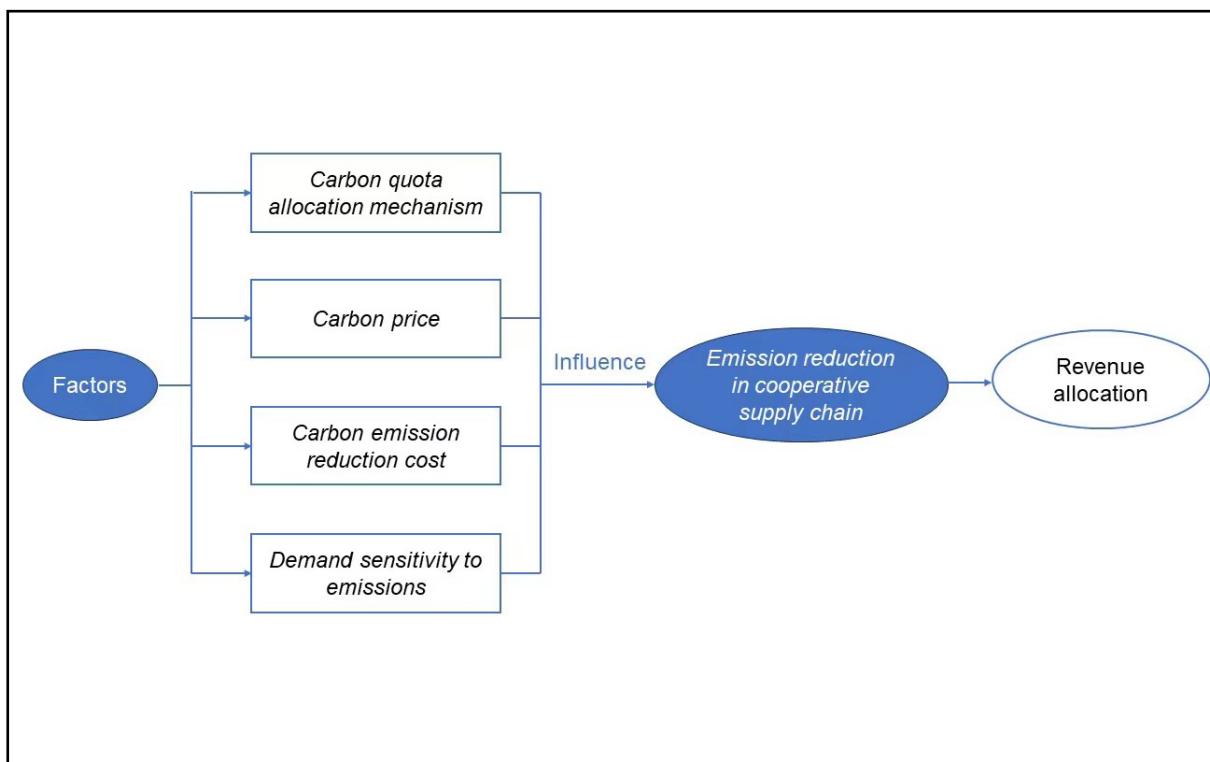 Factors
Carbon quota
allocation mechanism
Carbon price
Carbon emission
reduction cost
Demand sensitivity to
emissions
Influence
Emission reduction
in cooperative
supply chain
Revenue
allocation